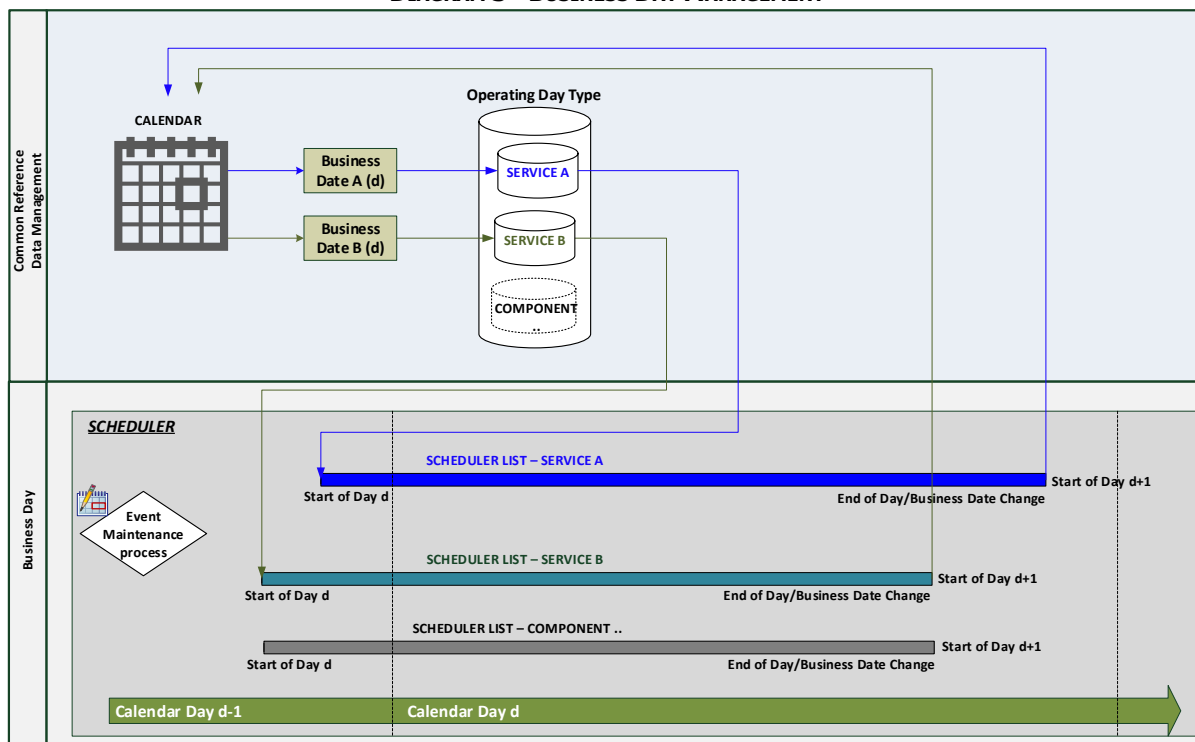 CALENDAR
Operating Day Type
Business
Date A (d)
SERVICE A
Business
Date B (d)
SERVICE B
COMPONENT
..
Common Reference
Data Management
Business Day
SCHEDULER
SCHEDULER LIST – SERVICE A
Start of Day d
End of Day/Business Date Change
Start of Day d+1
Event
Maintenance
process
SCHEDULER LIST – SERVICE B
Start of Day d
End of Day/Business Date Change
Start of Day d+1
SCHEDULER LIST – COMPONENT ..
Start of Day d
End of Day/Business Date Change
Start of Day d+1
Calendar Day d-1
Calendar Day d